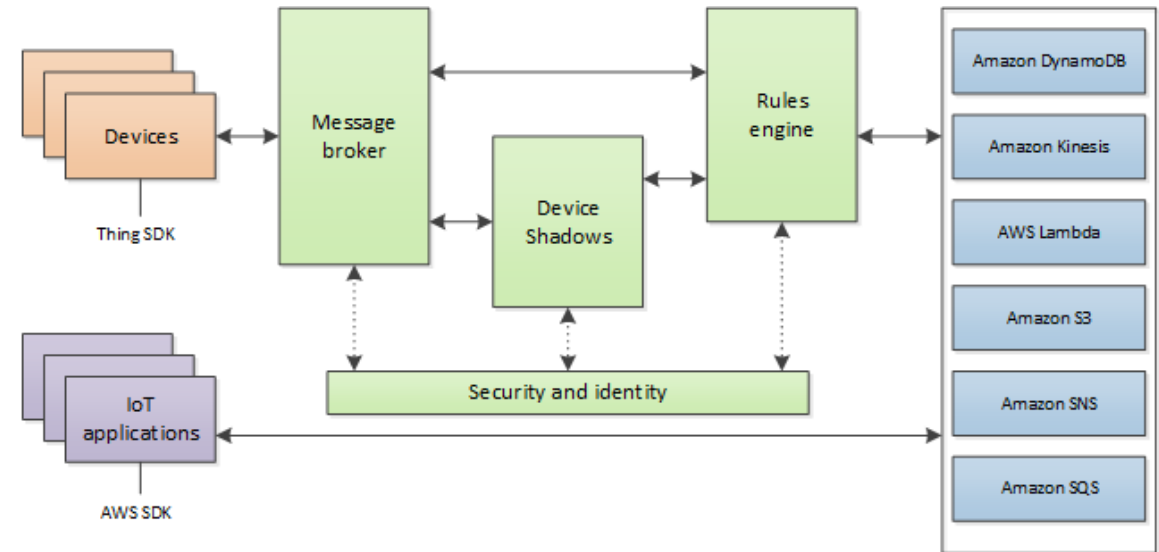 Devices
Thing SDK
Message
broker
Device
Shadows
Rules
engine
Security and identity
IoT
applications
AWS SDK
Amazon DynamoDB
Amazon Kinesis
AWS Lambda
Amazon S3
Amazon SNS
Amazon SQS